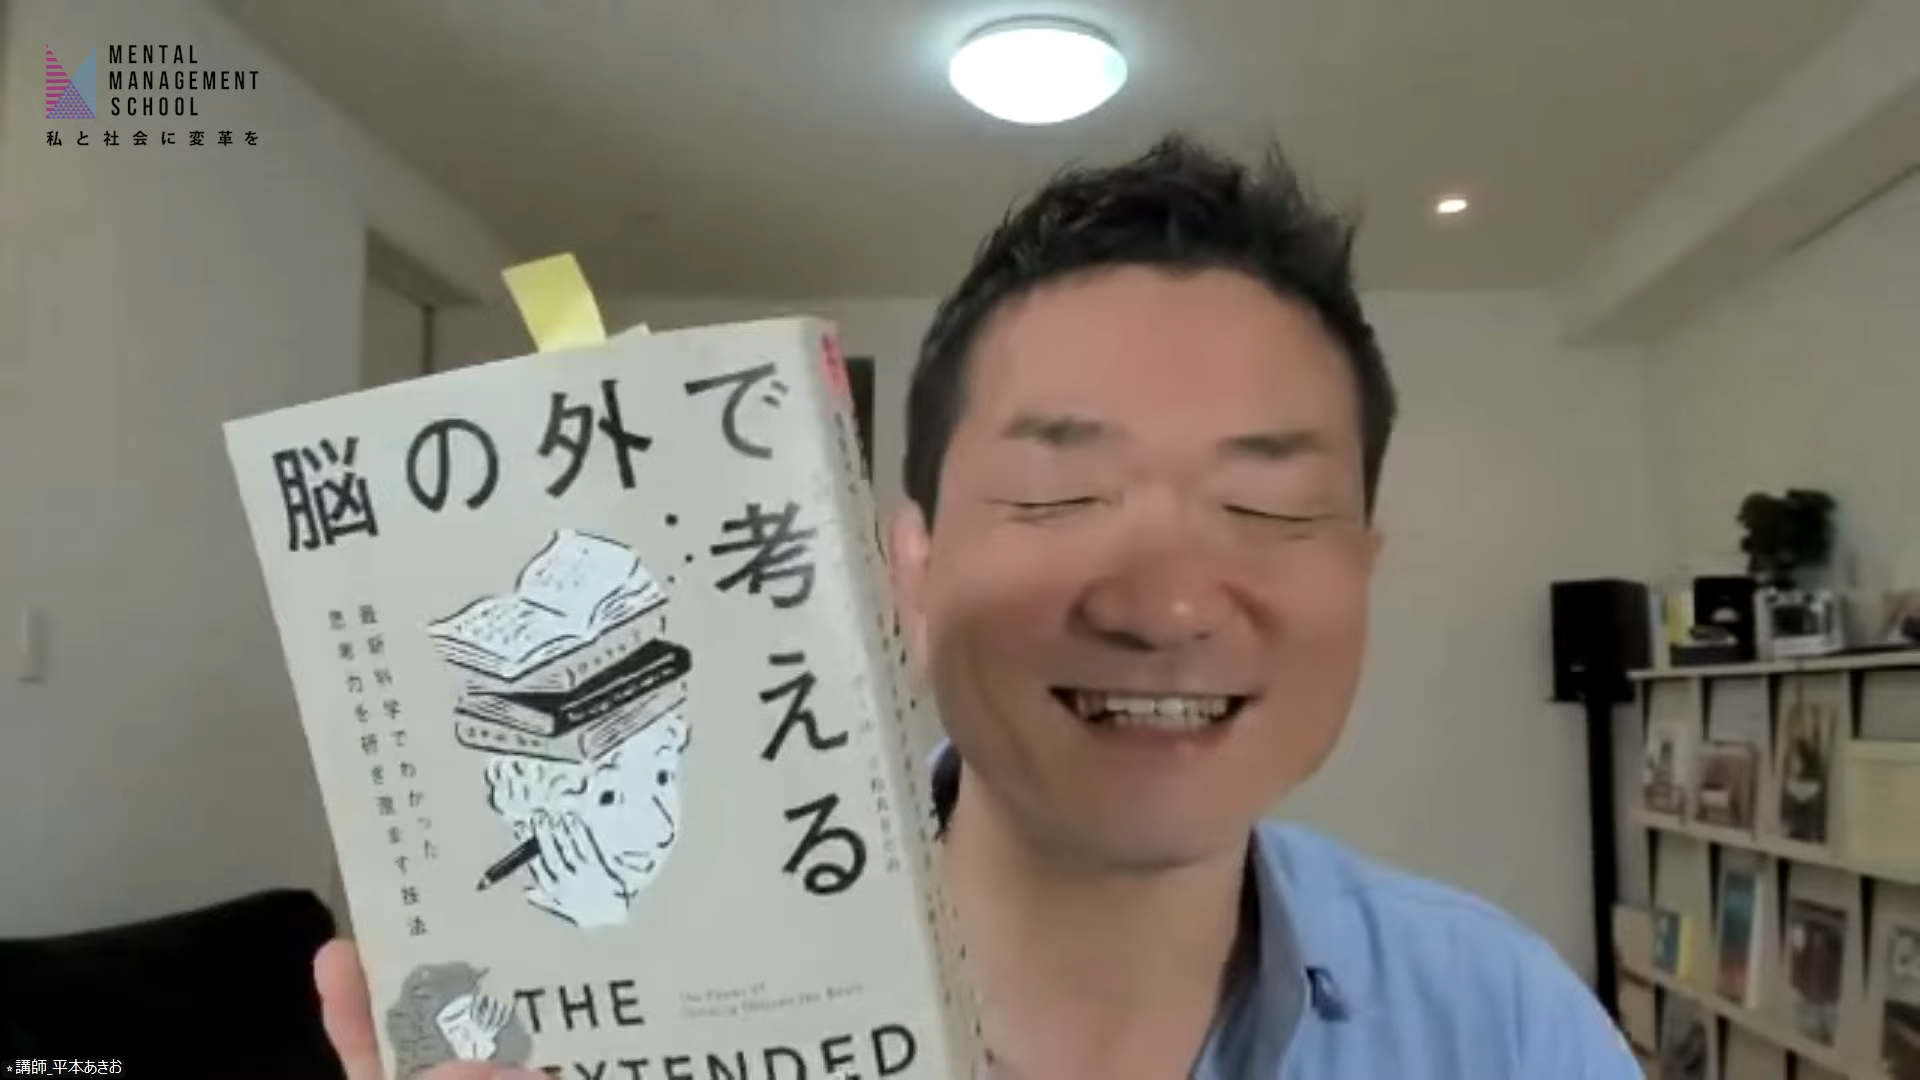 MENTAL
MANAGEMENT
SCHOOL
私と社会に変革を
脳の外で
考える
最新科学でわかった
思考力を研ぎ澄ます技法
THE
EXTENDED
講師_平本あきお